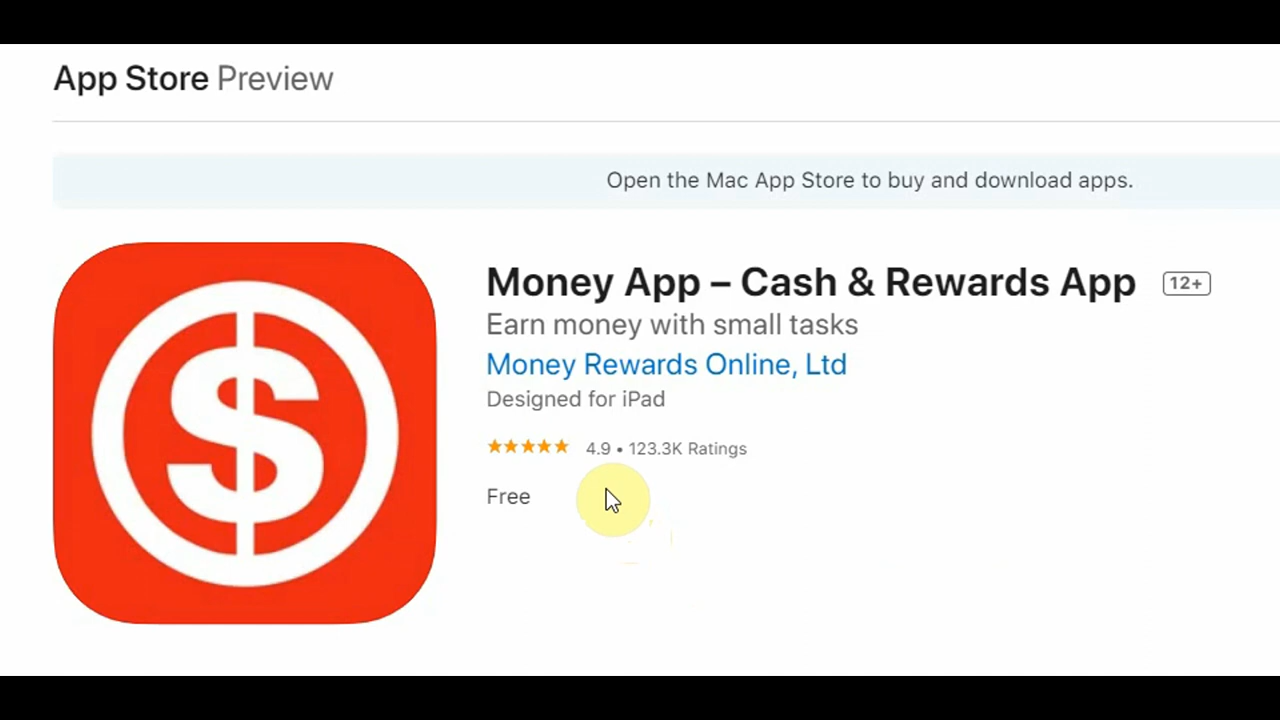 App Store Preview
Open the Mac App Store to buy and download apps.
Money App – Cash & Rewards App 12+
Earn money with small tasks
Money Rewards Online, Ltd
Designed for iPad
★★★★★ 4.9 • 123.3K Ratings
Free
$